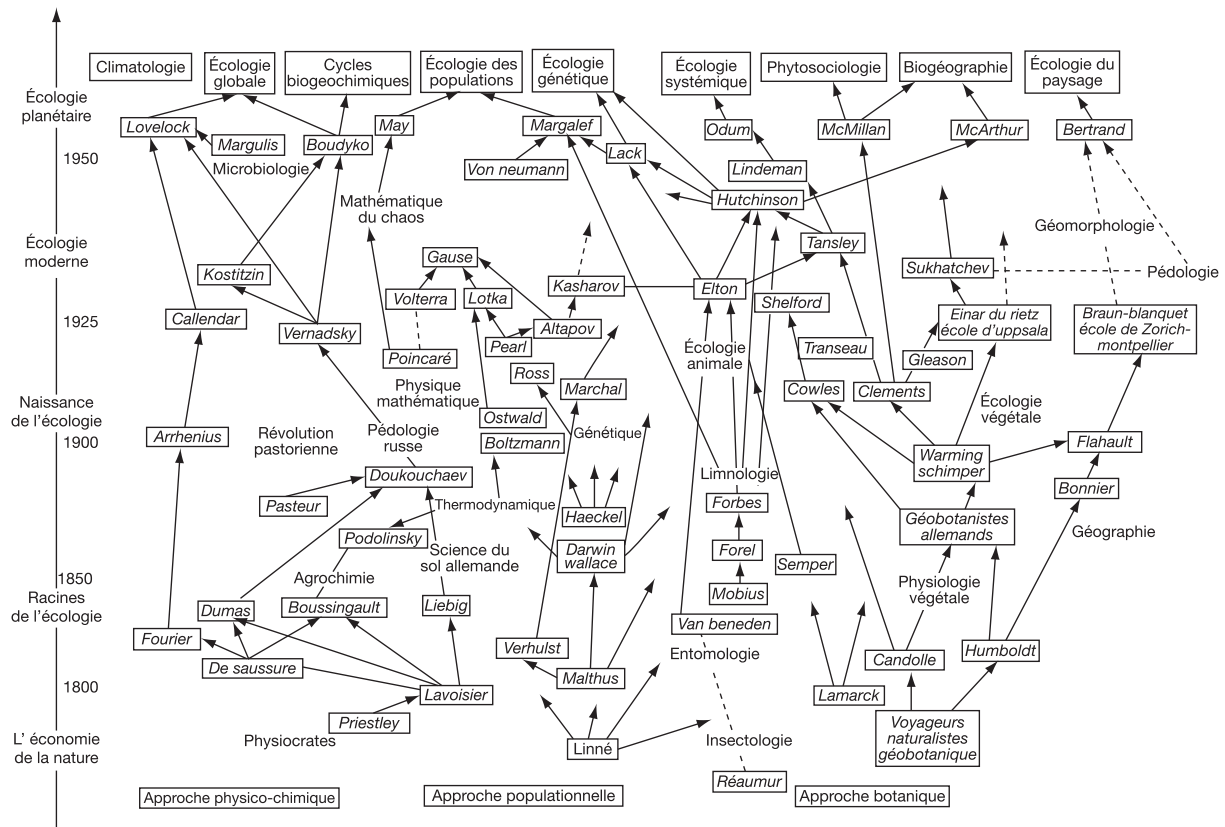 Climatologie
Écologie
globale
Cycles
biogeochimiques
Écologie des
populations
Écologie
génétique
Écologie
systémique
Phytosociologie
Biogéographie
Écologie du
paysage
Écologie
planétaire
1950
Lovelock
Margulis
Microbiologie
Boudyko
May
Margalef
Von neumann
Lack
Odum
Lindeman
McMillan
McArthur
Bertrand
Hutchinson
Mathématique
du chaos
Écologie
moderne
Géomorphologie
Tansley
Gause
Kostitzin
Kasharov
Elton
Sukhatchev
Pédologie
Volterra
Lotka
Shelford
1925
Callendar
Vernadsky
Altapov
Einar du rietz
école d'uppsala
Braun-blanquet
école de Zorich-
montpellier
Poincaré
Pearl
Écologie
animale
Transeau
Gleason
Physique
mathématique
Ross
Marchal
Cowles
Clements
Écologie
végétale
Naissance
de l'écologie
1900
Arrhenius
Révolution
pastorienne
Pédologie
russe
Ostwald
Boltzmann
Génétique
Flahault
Warming
schimper
Limnologie
Pasteur
Doukouchaev
Thermodynamique
Forbes
Bonnier
Haeckel
Géobotanistes
allemands
Géographie
Podolinsky
Science du
sol allemande
Darwin
wallace
Forel
Semper
1850
Racines
de l'écologie
Agrochimie
Physiologie
végétale
Dumas
Boussingault
Liebig
Mobius
Van beneden
Fourier
De saussure
Verhulst
Entomologie
Candolle
Humboldt
1800
Lavoisier
Malthus
Lamarck
Priestley
Physiocrates
Linné
Insectologie
Voyageurs
naturalistes
géobotanique
L' économie
de la nature
Réaumur
Approche physico-chimique
Approche populationnelle
Approche botanique